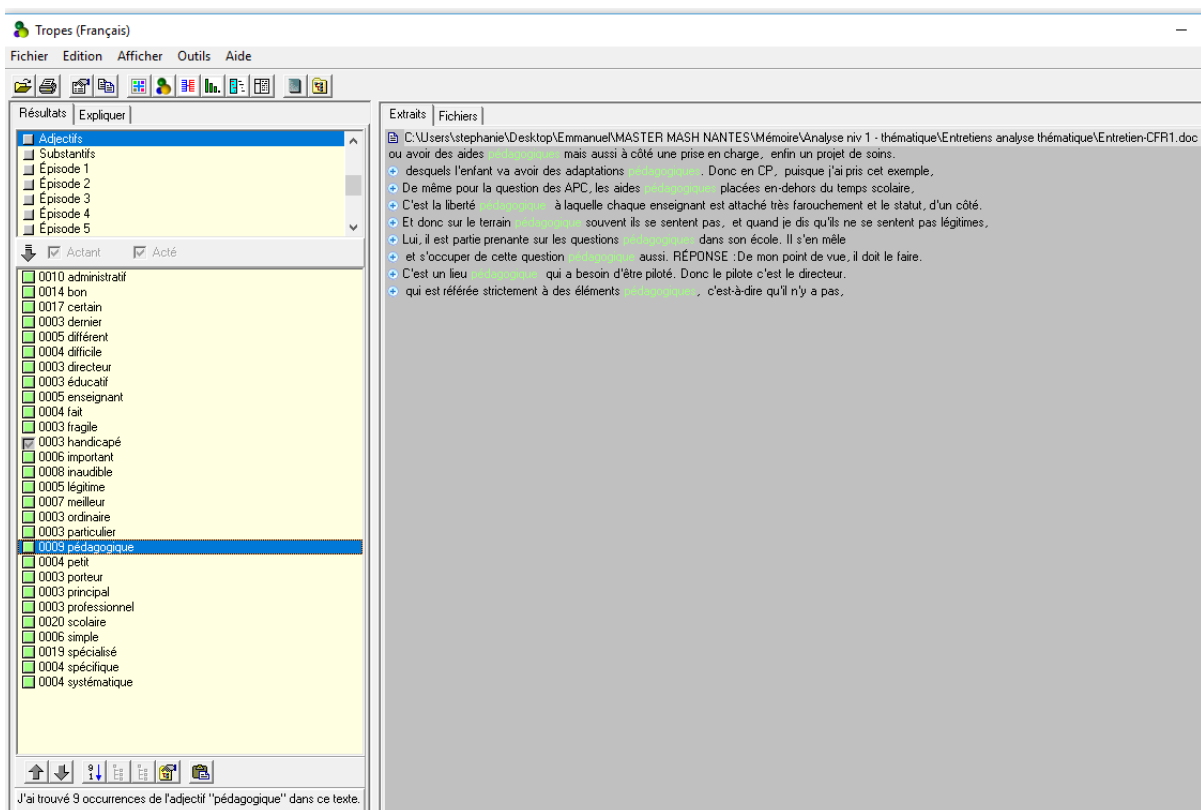 Tropes (Français)
Fichier Edition Afficher Outils Aide
Résultats Expliquer
Adjectifs
Substantifs
Épisode 1
Épisode 2
Épisode 3
Épisode 4
Épisode 5
Actant Acté
0010 administratif
0014 bon
0017 certain
0003 dernier
0005 différent
0004 difficile
0003 directeur
0003 éducatif
0005 enseignant
0004 fait
0003 fragile
0003 handicapé
0006 important
0008 inaudible
0005 légitime
0007 meilleur
0003 ordinaire
0003 particulier
0009 pédagogique
0004 petit
0003 porteur
0003 principal
0003 professionnel
0020 scolaire
0006 simple
0019 spécialisé
0004 spécifique
0004 systématique
J'ai trouvé 9 occurrences de l'adjectif "pédagogique" dans ce texte.
Extraits Fichiers
C:\Users\stephanie\Desktop\Emmanuel\MASTER MASH NANTES\Mémoire\Analyse niv 1 - thématique\Entretiens analyse thématique\Entretien-CFR1.doc
ou avoir des aides pédagogiques mais aussi à côté une prise en charge, enfin un projet de soins.
desquels l'enfant va avoir des adaptations pédagogiques. Donc en CP, puisque j'ai pris cet exemple,
De même pour la question des APC, les aides pédagogiques placées en-dehors du temps scolaire,
C'est la liberté pédagogique à laquelle chaque enseignant est attaché très farouchement et le statut, d'un côté.
Et donc sur le terrain pédagogique souvent ils se sentent pas, et quand je dis qu'ils ne se sentent pas légitimes,
Lui, il est partie prenante sur les questions pédagogiques dans son école. Il s'en mêle
et s'occuper de cette question pédagogique aussi. RÉPONSE :De mon point de vue, il doit le faire.
C'est un lieu pédagogique qui a besoin d'être piloté. Donc le pilote c'est le directeur.
qui est référée strictement à des éléments pédagogiques, c'est-à-dire qu'il n'y a pas,